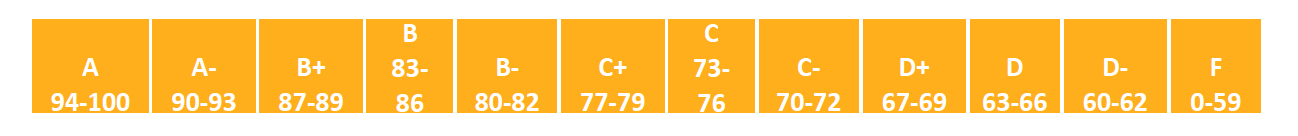 A
94-100
A-
90-93
B+
87-89
B
83-
86
B-
80-82
C+
77-79
C
73-
76
C-
70-72
D+
67-69
D
63-66
D-
60-62
F
0-59